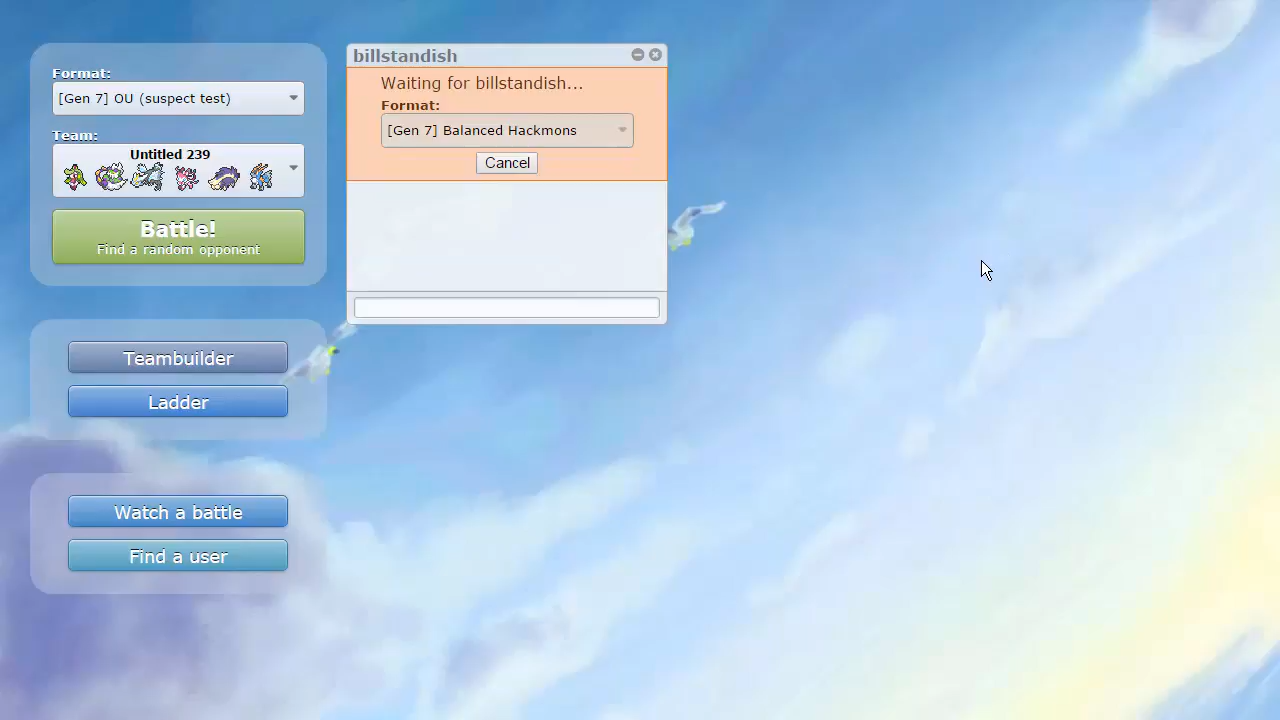 Format:
[Gen 7] OU (suspect test)
Team:
Untitled 239
Battle!
Find a random opponent
Teambuilder
Ladder
Watch a battle
Find a user
billstandish
Waiting for billstandish...
Format:
[Gen 7] Balanced Hackmons
Cancel